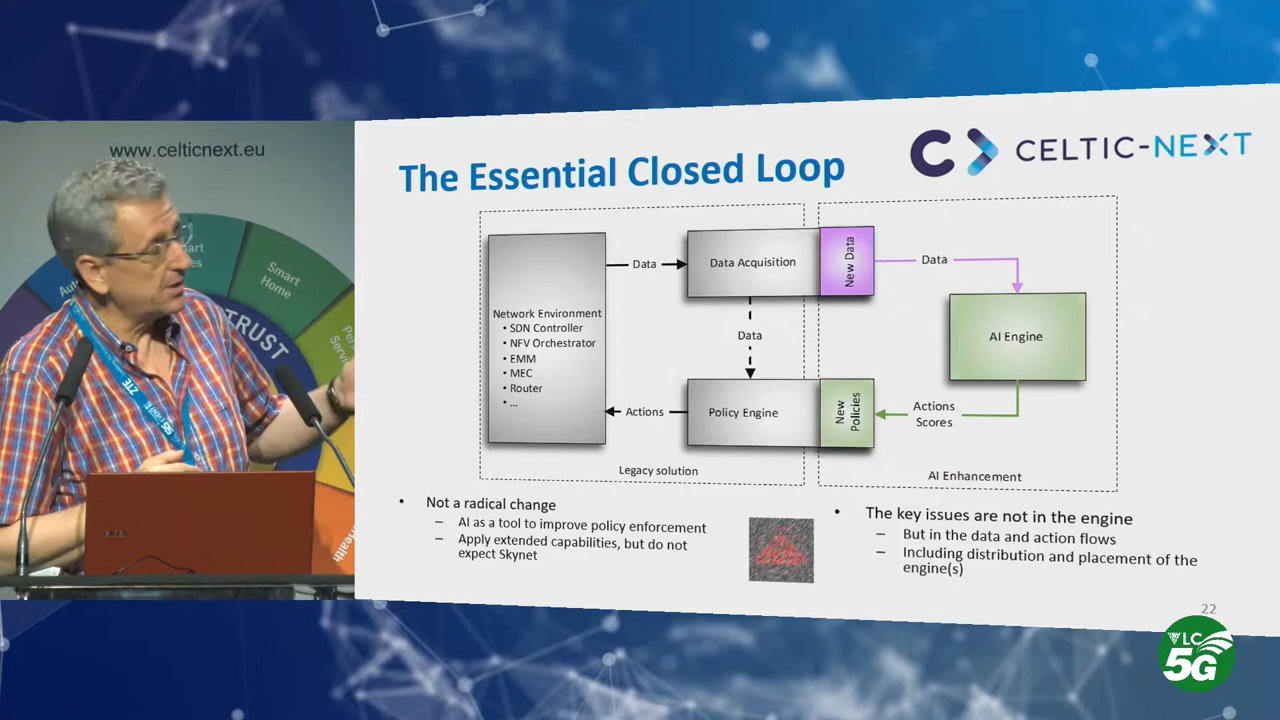 www.celticnext.eu
Smart
Home
TRUST
ZTE
The Essential Closed Loop
CELTIC-NEXT
Network Environment
• SDN Controller
• NFV Orchestrator
• EMM
• MEC
• Router
• ...
Data
Data Acquisition
New Data
Data
AI Engine
Data
Actions
Policy Engine
New
Policies
Actions
Scores
Legacy solution
AI Enhancement
• Not a radical change
– AI as a tool to improve policy enforcement
– Apply extended capabilities, but do not
expect Skynet
• The key issues are not in the engine
– But in the data and action flows
– Including distribution and placement of the
engine(s)
22
VLC
5G